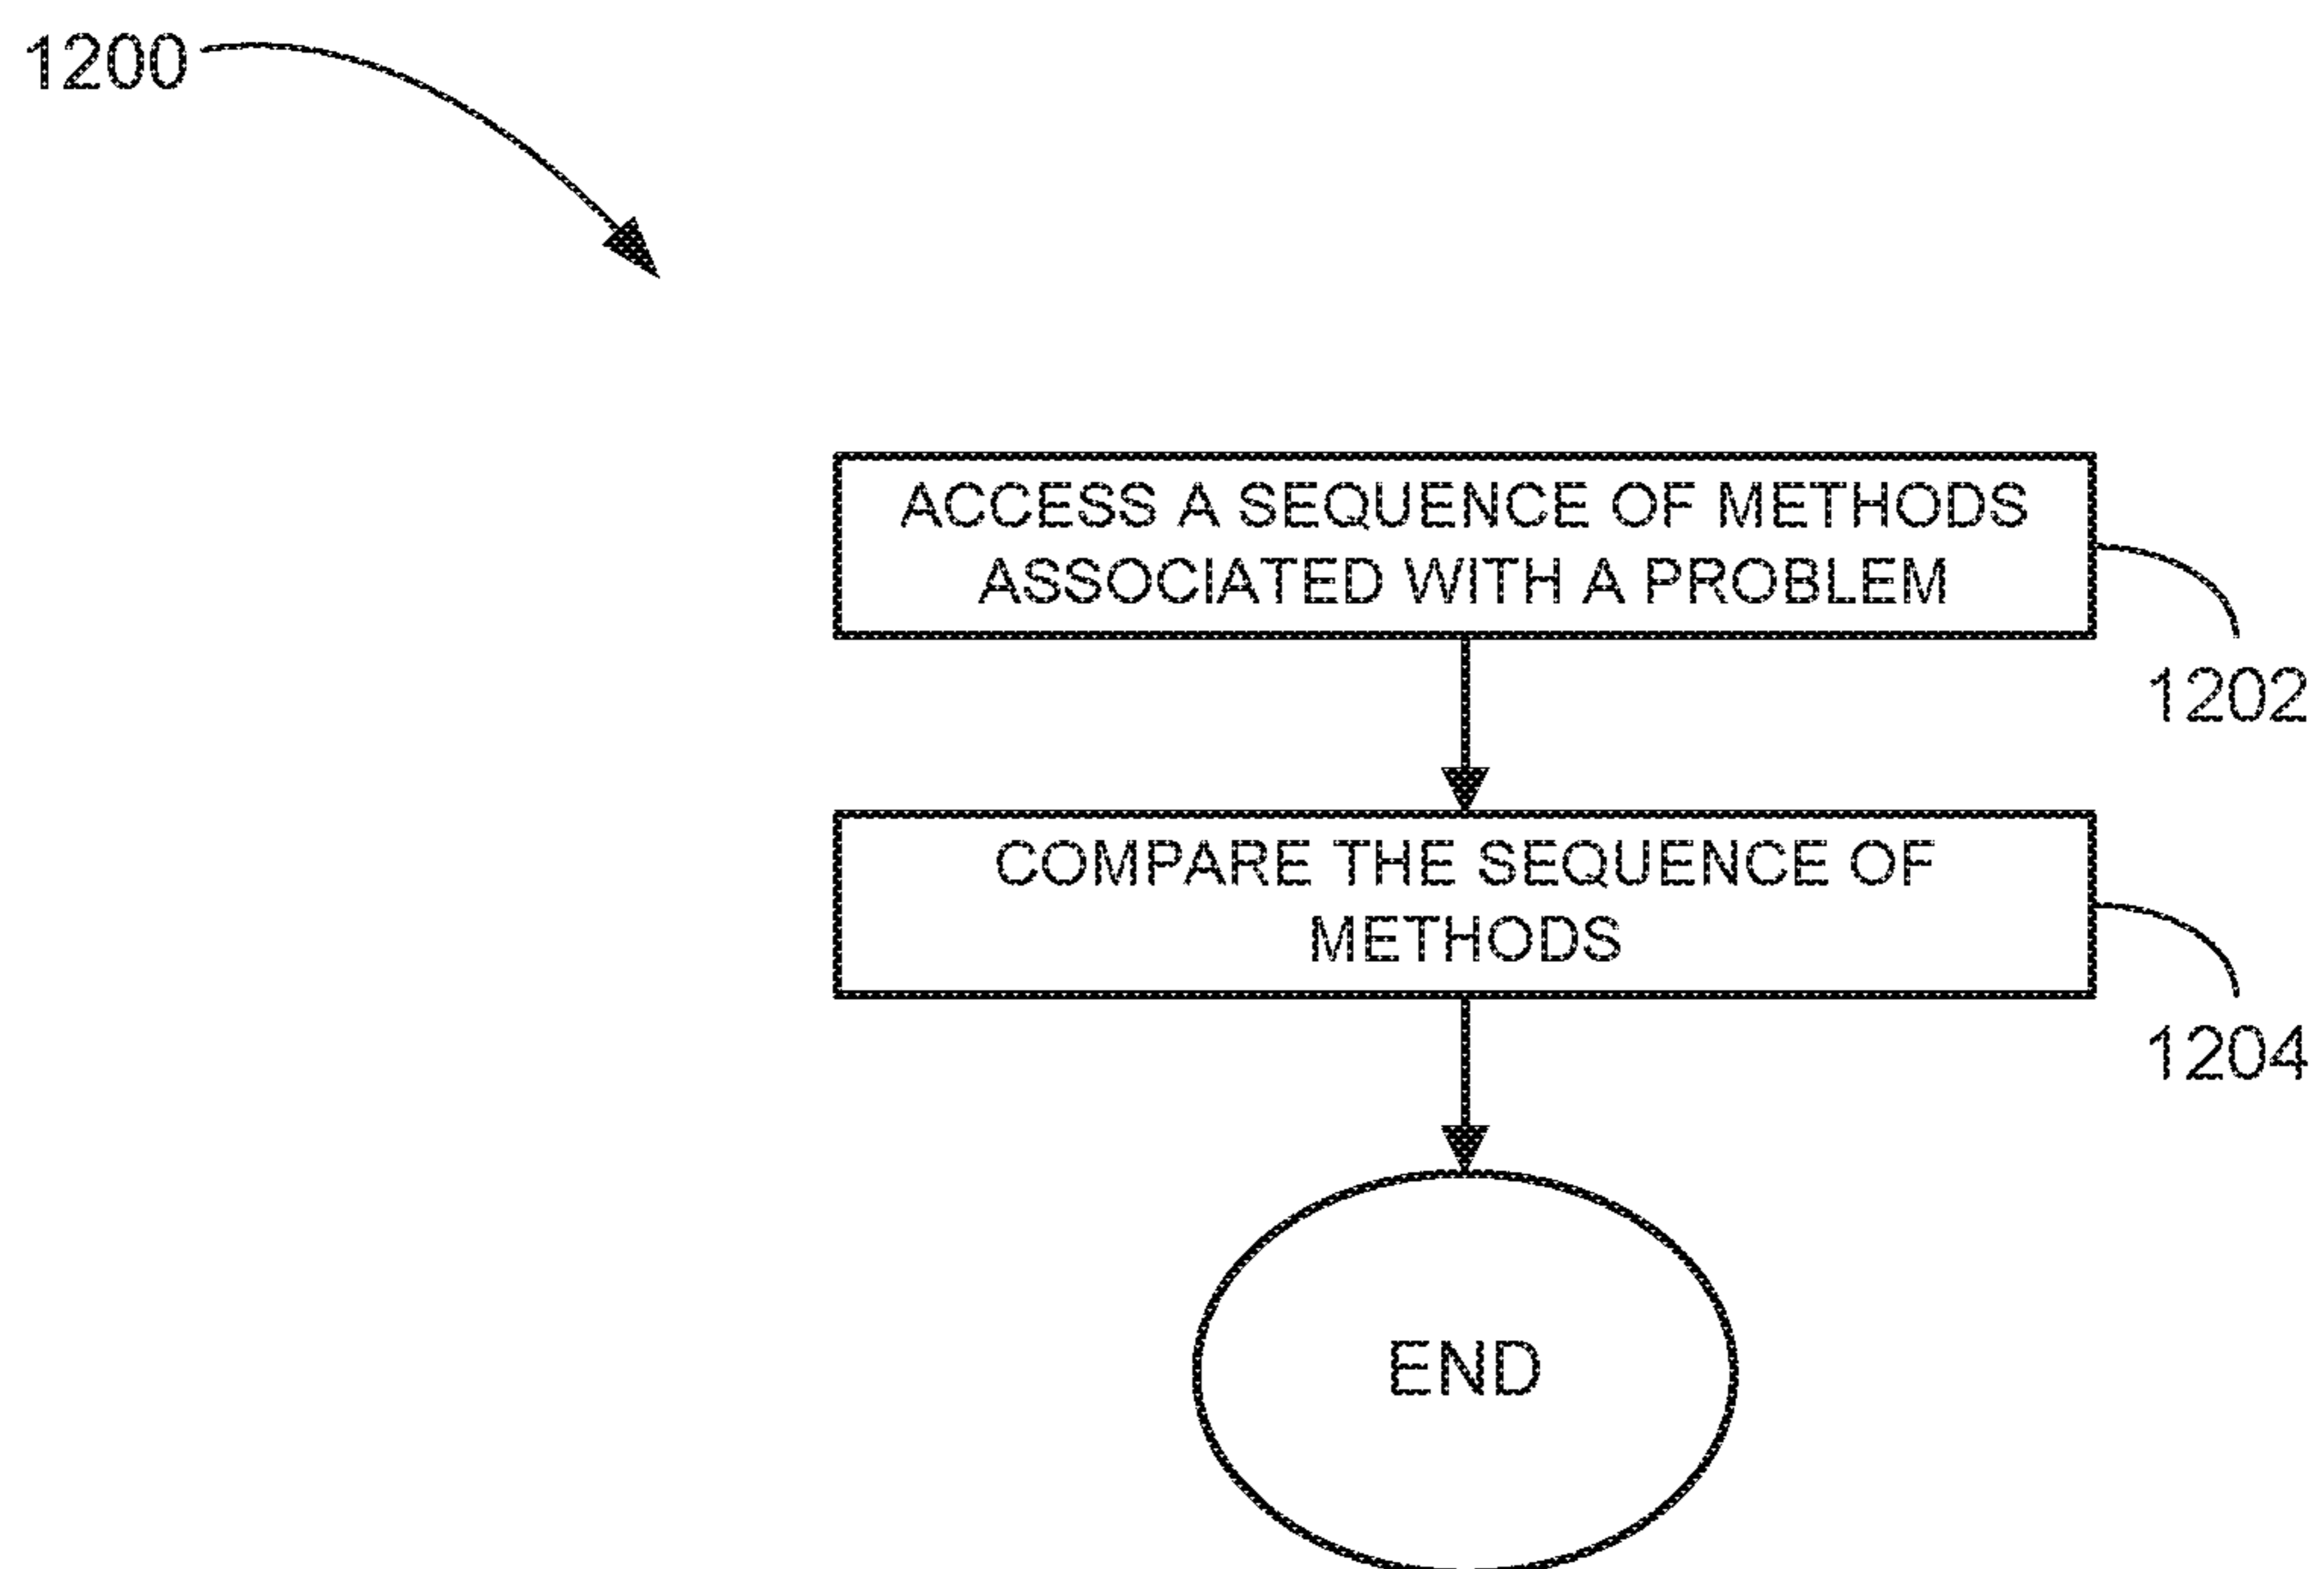 1200
ACCESS A SEQUENCE OF METHODS
ASSOCIATED WITH A PROBLEM
1202
COMPARE THE SEQUENCE OF
METHODS
1204
END